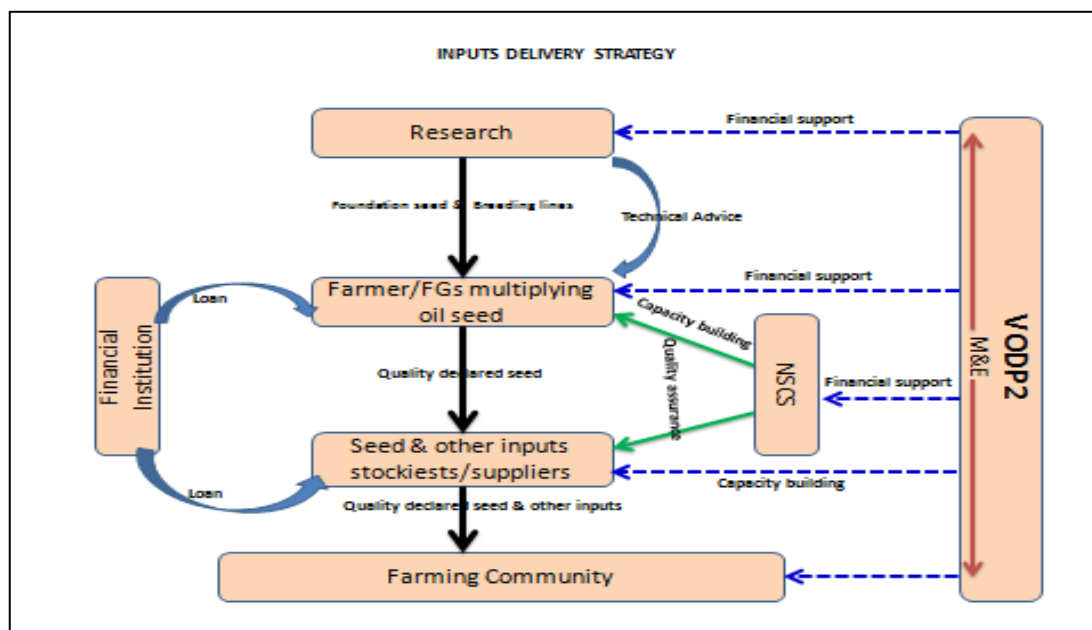 INPUTS DELIVERY STRATEGY
Research
Financial support
Foundation seed & Breeding lines
Technical Advice
Farmer/FGs multiplying
oil seed
Financial support
Loan
Financial
Institution
Capacity building
Quality assurance
NSCS
Financial support
VODP2
M&E
Quality declared seed
Seed & other inputs
stockiests/suppliers
Capacity building
Loan
Quality declared seed & other inputs
Farming Community